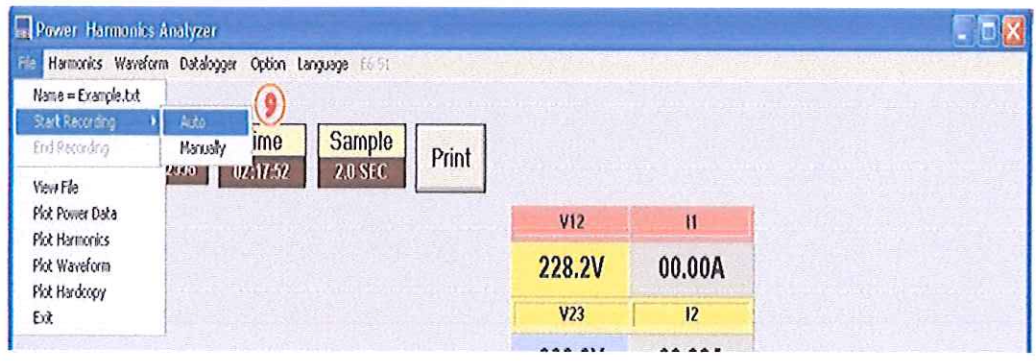 Power Harmonics Analyzer
File Harmonics Waveform Datalogger Option Language
Name = Example.txt
Start Recording Auto
9
End Recording Manually
ime Sample Print
02:17:52 2.0 SEC
View File
Plot Power Data
Plot Harmonics
Plot Waveform
Plot Hardcopy
Exit
V12 I1
228.2V 00.00A
V23 I2